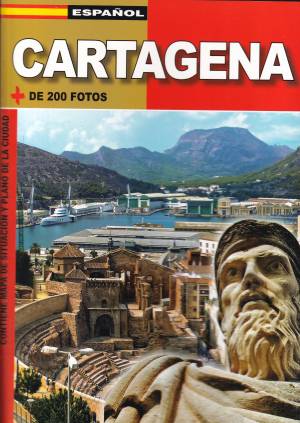 ESPAÑOL
CARTAGENA
+ DE 200 FOTOS
CONTIENE MAPA DE SITUACIÓN Y PLANO DE LA CIUDAD